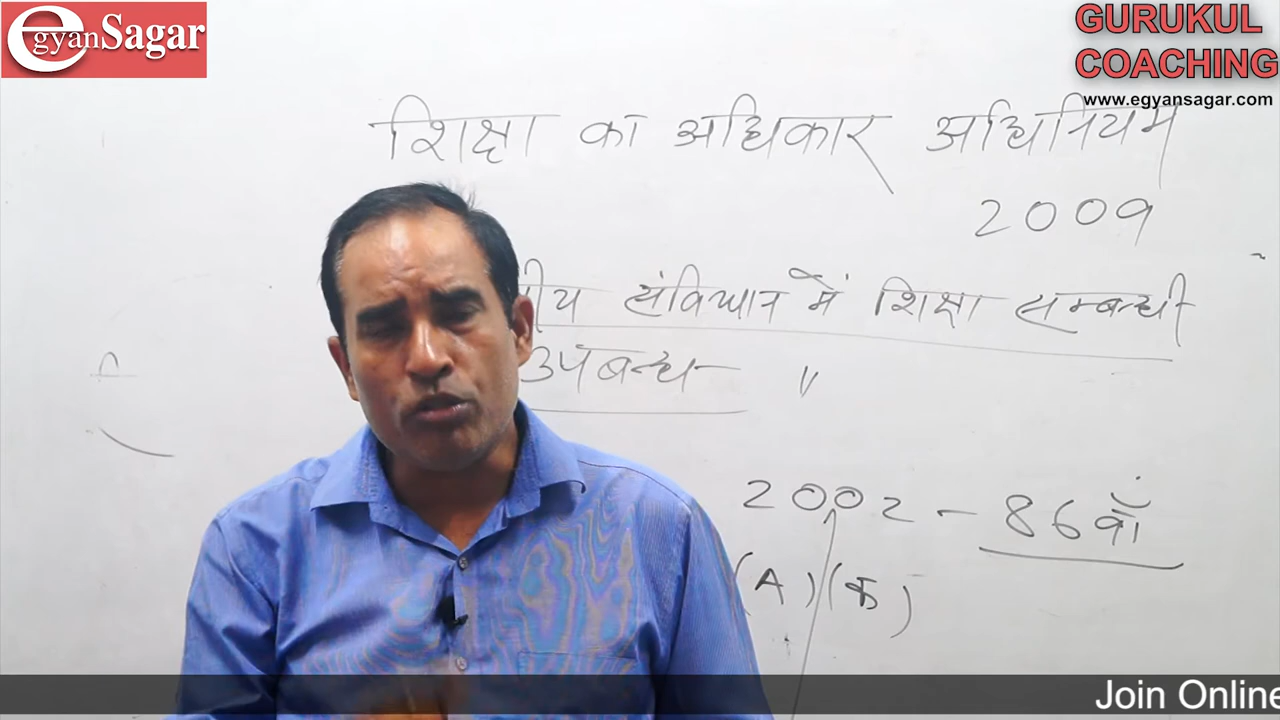 egyanSagar
GURUKUL
COACHING
www.egyansagar.com
शिक्षा का अधिकार अधिनियम
2009
ीय संविधान में शिक्षा सम्बन्धी
उपबन्ध - "
2002 - 86वाँ
(A) (क)
Join Online